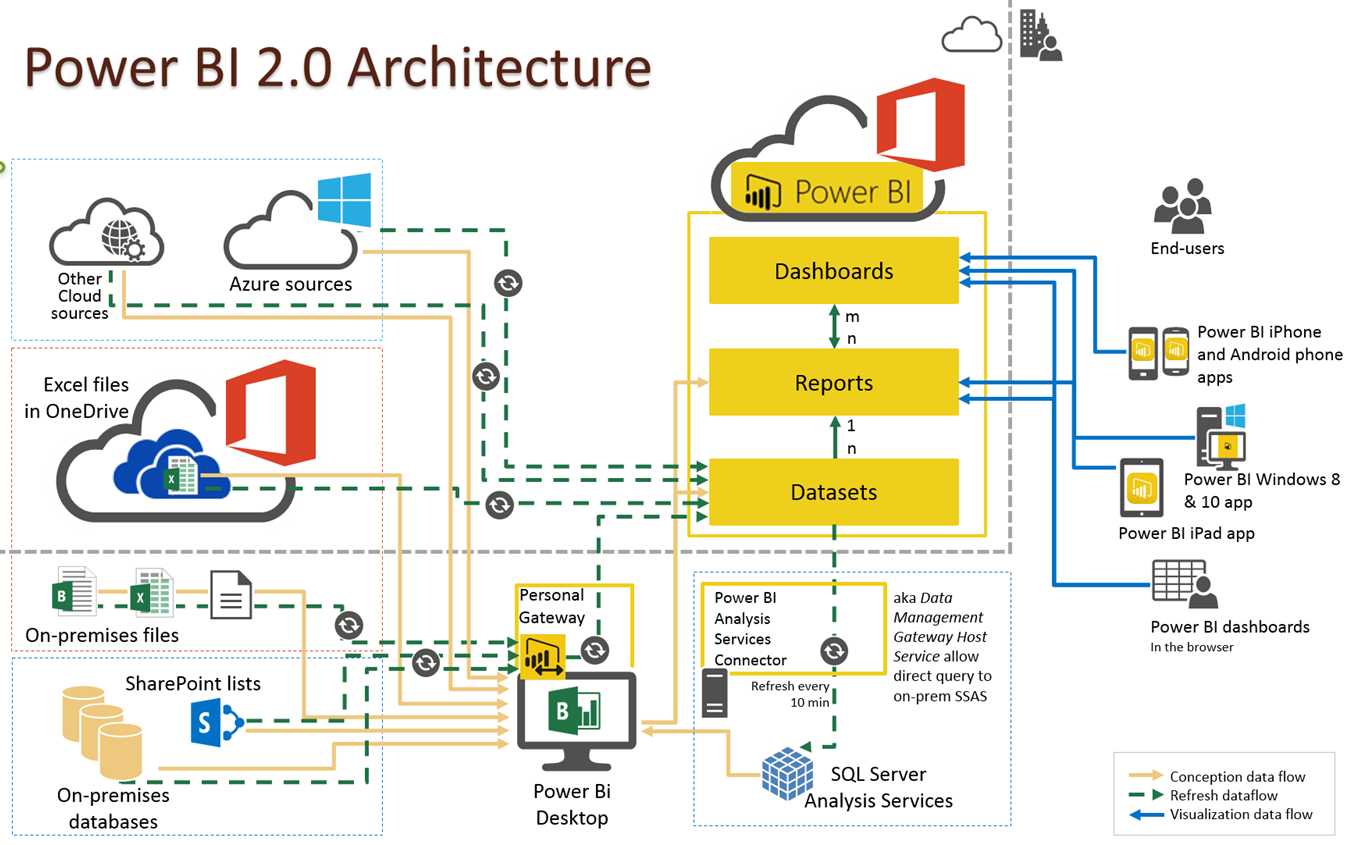 Power BI 2.0 Architecture
Power BI
Other
Cloud
sources
Azure sources
Excel files
in OneDrive
X
B
X
On-premises files
SharePoint lists
S
On-premises
databases
Personal
Gateway
B
Power Bi
Desktop
Dashboards
m
n
Reports
1
n
Datasets
Power BI
Analysis
Services
Connector
aka Data
Management
Gateway Host
Service allow
direct query to
on-prem SSAS
Refresh every
10 min
SQL Server
Analysis Services
End-users
Power BI iPhone
and Android phone
apps
Power BI Windows 8
& 10 app
Power BI iPad app
Power BI dashboards
In the browser
Conception data flow
Refresh dataflow
Visualization data flow